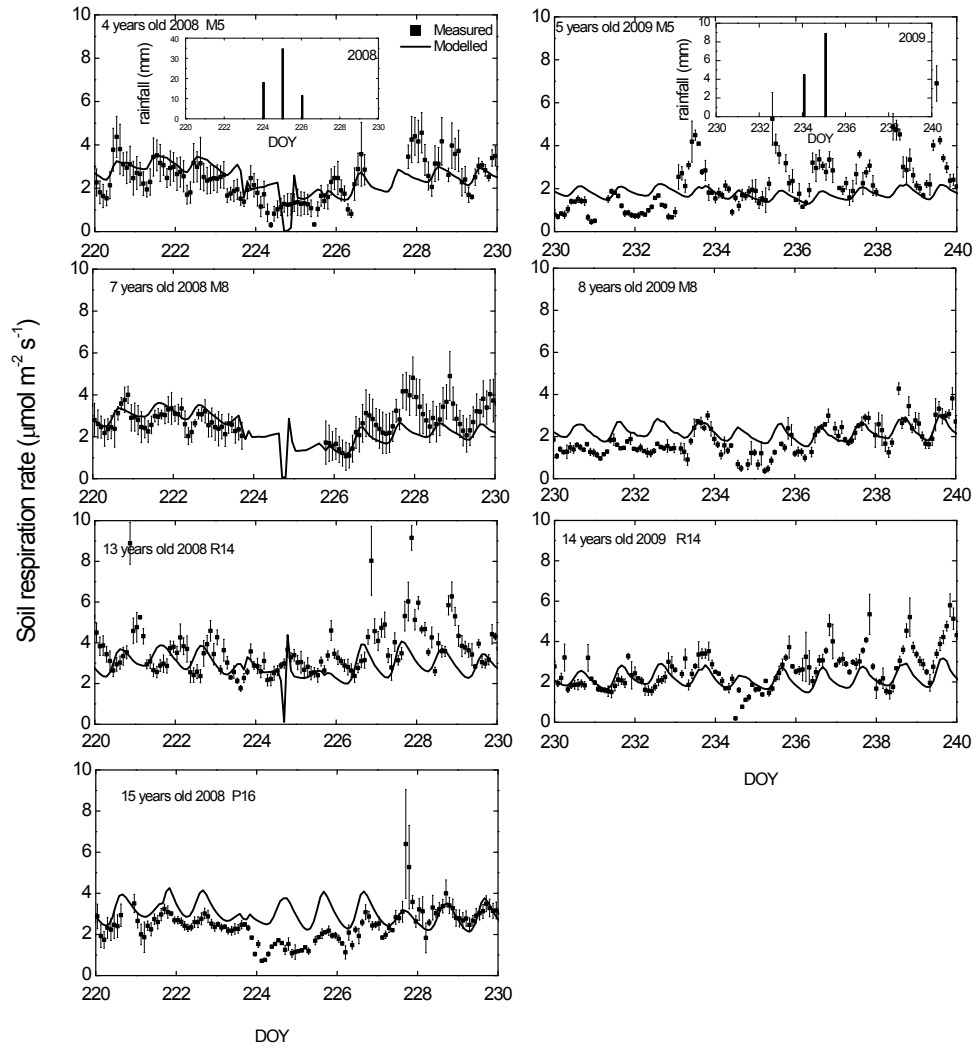 4 years old 2008 M5
Measured
Modelled
2008
rainfall (mm)
40
30
20
10
0
220 222 224 226 228 230
DOY
10
8
6
4
2
0
220 222 224 226 228 230
5 years old 2009 M5
2009
rainfall (mm)
10
8
6
4
2
0
230 232 234 236 238 240
DOY
10
8
6
4
2
0
230 232 234 236 238 240
7 years old 2008 M8
10
8
6
4
2
0
220 222 224 226 228 230
8 years old 2009 M8
10
8
6
4
2
0
230 232 234 236 238 240
Soil respiration rate (μmol m⁻² s⁻¹)
13 years old 2008 R14
10
8
6
4
2
0
220 222 224 226 228 230
14 years old 2009 R14
10
8
6
4
2
0
230 232 234 236 238 240
DOY
15 years old 2008 P16
10
8
6
4
2
0
220 222 224 226 228 230
DOY